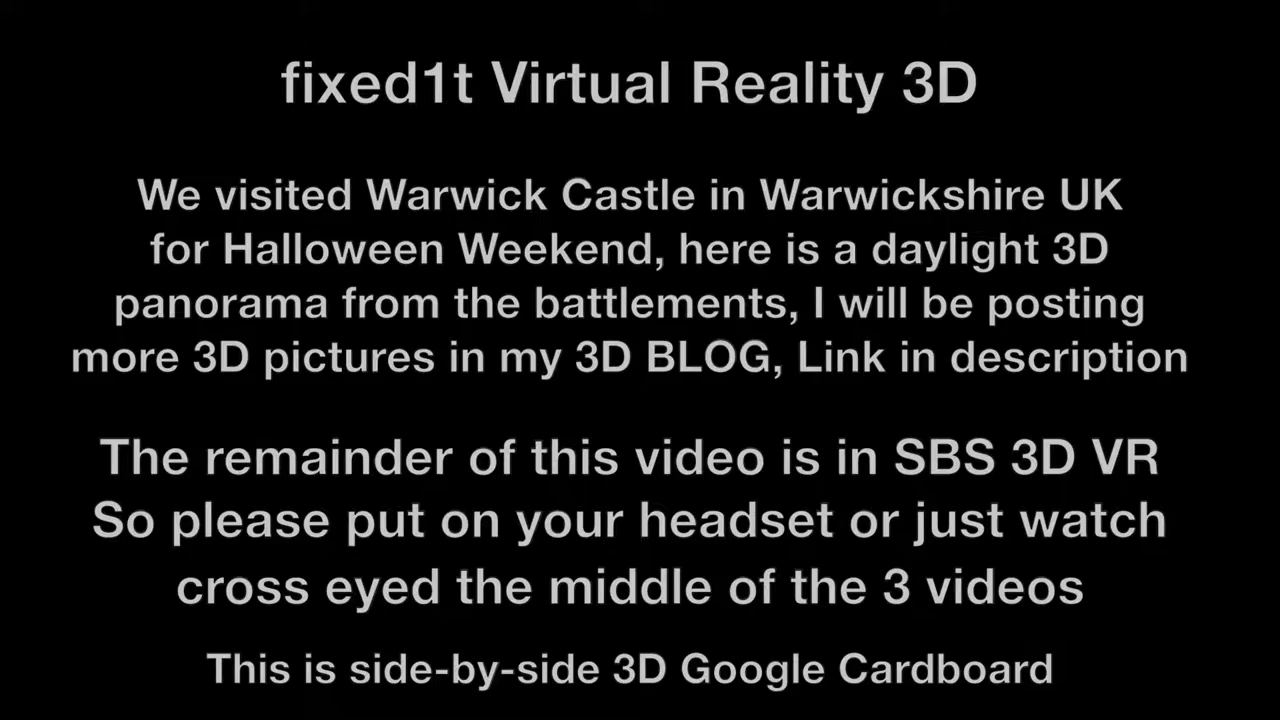 fixed1t Virtual Reality 3D
We visited Warwick Castle in Warwickshire UK
for Halloween Weekend, here is a daylight 3D
panorama from the battlements, I will be posting
more 3D pictures in my 3D BLOG, Link in description
The remainder of this video is in SBS 3D VR
So please put on your headset or just watch
cross eyed the middle of the 3 videos
This is side-by-side 3D Google Cardboard